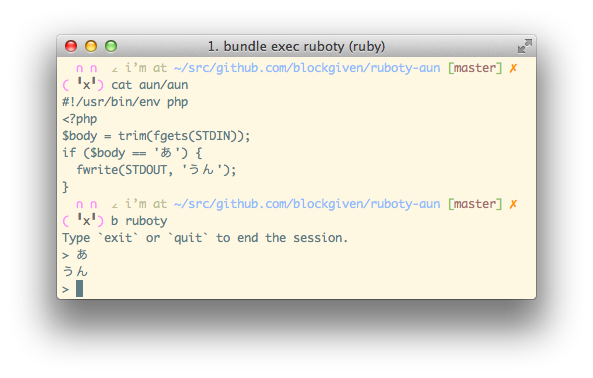 1. bundle exec ruboty (ruby)
∩ ∩ ∠ i'm at ~/src/github.com/blockgiven/ruboty-aun [master] ✗
( ╹x╹) cat aun/aun
#!/usr/bin/env php
<?php
$body = trim(fgets(STDIN));
if ($body == 'あ') {
  fwrite(STDOUT, 'うん');
}
∩ ∩ ∠ i'm at ~/src/github.com/blockgiven/ruboty-aun [master] ✗
( ╹x╹) b ruboty
Type `exit` or `quit` to end the session.
> あ
うん
>